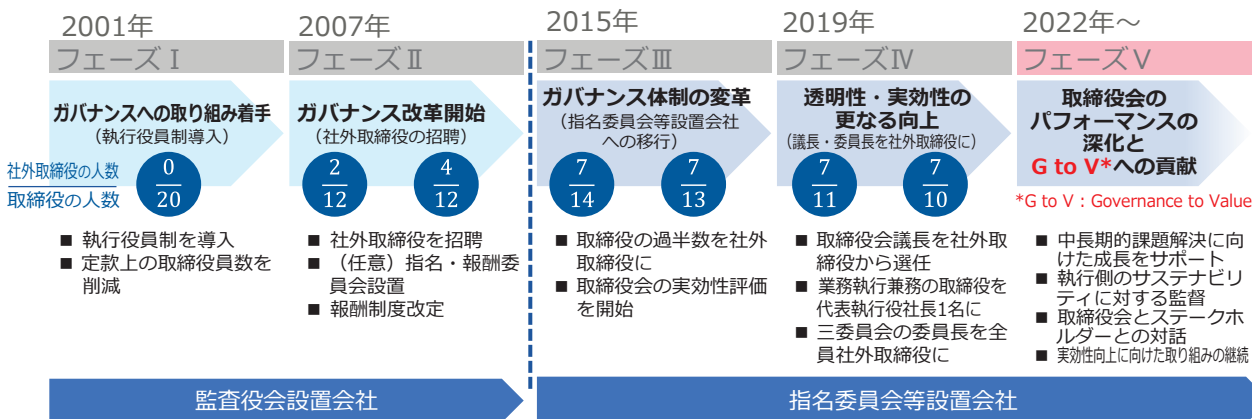 2001年
フェーズⅠ
ガバナンスへの取り組み着手
（執行役員制導入）
社外取締役の人数
取締役の人数
0
20
■ 執行役員制を導入
■ 定款上の取締役員数を
削減
2007年
フェーズⅡ
ガバナンス改革開始
（社外取締役の招聘）
2
12
4
12
■ 社外取締役を招聘
■ （任意）指名・報酬委
員会設置
■ 報酬制度改定
2015年
フェーズⅢ
ガバナンス体制の変革
（指名委員会等設置会社
への移行）
7
14
7
13
■ 取締役の過半数を社外
取締役に
■ 取締役会の実効性評価
を開始
2019年
フェーズⅣ
透明性・実効性の
更なる向上
（議長・委員長を社外取締役に）
7
11
7
10
■ 取締役会議長を社外取
締役から選任
■ 業務執行兼務の取締役を
代表執行役社長1名に
■ 三委員会の委員長を全
員社外取締役に
2022年～
フェーズⅤ
取締役会の
パフォーマンスの
深化と
G to V*への貢献
*G to V : Governance to Value
■ 中長期的課題解決に向
けた成長をサポート
■ 執行側のサステナビリ
ティに対する監督
■ 取締役会とステークホ
ルダーとの対話
■ 実効性向上に向けた取り組みの継続
監査役会設置会社
指名委員会等設置会社